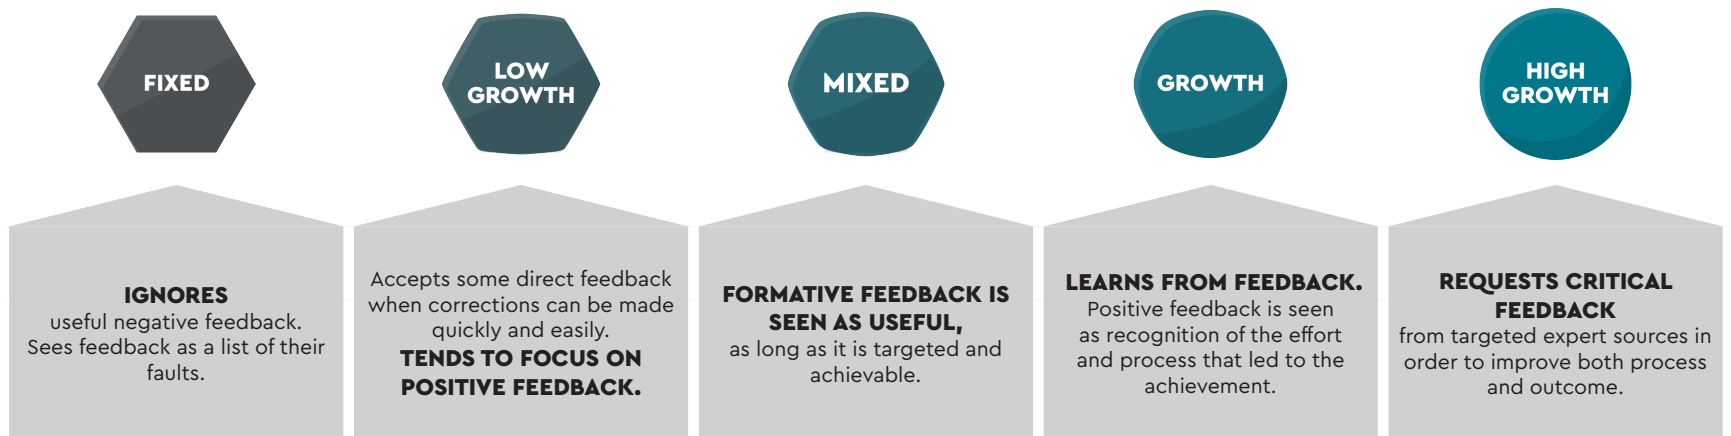 FIXED
LOW
GROWTH
MIXED
GROWTH
HIGH
GROWTH
IGNORES
useful negative feedback.
Sees feedback as a list of their
faults.
Accepts some direct feedback
when corrections can be made
quickly and easily.
TENDS TO FOCUS ON
POSITIVE FEEDBACK.
FORMATIVE FEEDBACK IS
SEEN AS USEFUL,
as long as it is targeted and
achievable.
LEARNS FROM FEEDBACK.
Positive feedback is seen
as recognition of the effort
and process that led to the
achievement.
REQUESTS CRITICAL
FEEDBACK
from targeted expert sources in
order to improve both process
and outcome.